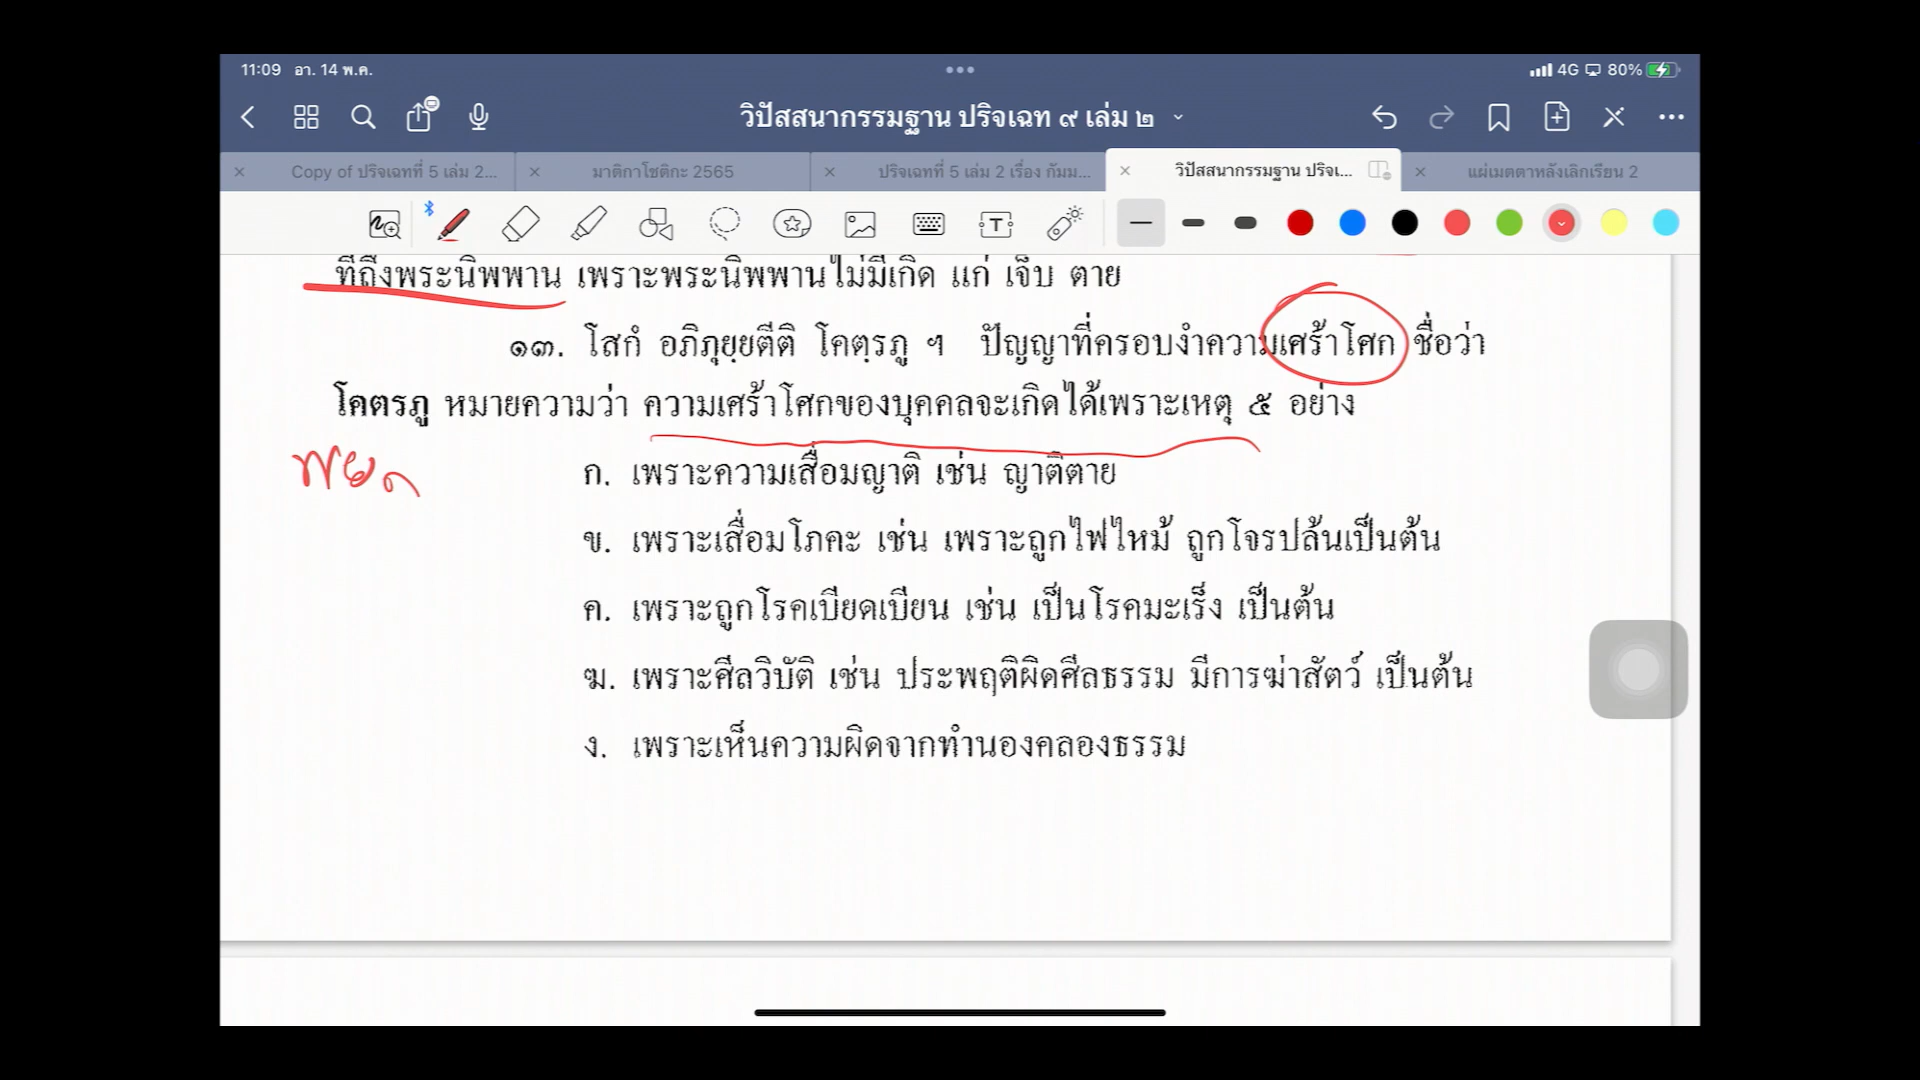 11:09 อา. 14 พ.ค.
4G 80%
วิปัสสนากรรมฐาน ปริจเฉท ๙ เล่ม ๒
Copy of ปริจเฉทที่ 5 เล่ม 2...
มาติกาโชติกะ 2565
ปริจเฉทที่ 5 เล่ม 2 เรื่อง กัมม...
วิปัสสนากรรมฐาน ปริจเ...
แผ่เมตตาหลังเลิกเรียน 2
ที่ถึงพระนิพพาน เพราะพระนิพพานไม่มีเกิด แก่ เจ็บ ตาย
๑๓. โสกํ อภิภุยฺยตีติ โคตฺรภู ฯ ปัญญาที่ครอบงำความเศร้าโศก ชื่อว่า
โคตรภู หมายความว่า ความเศร้าโศกของบุคคลจะเกิดได้เพราะเหตุ ๕ อย่าง
ก. เพราะความเสื่อมญาติ เช่น ญาติตาย
ข. เพราะเสื่อมโภคะ เช่น เพราะถูกไฟไหม้ ถูกโจรปล้นเป็นต้น
ค. เพราะถูกโรคเบียดเบียน เช่น เป็นโรคมะเร็ง เป็นต้น
ฆ. เพราะศีลวิบัติ เช่น ประพฤติผิดศีลธรรม มีการฆ่าสัตว์ เป็นต้น
ง. เพราะเห็นความผิดจากทำนองคลองธรรม